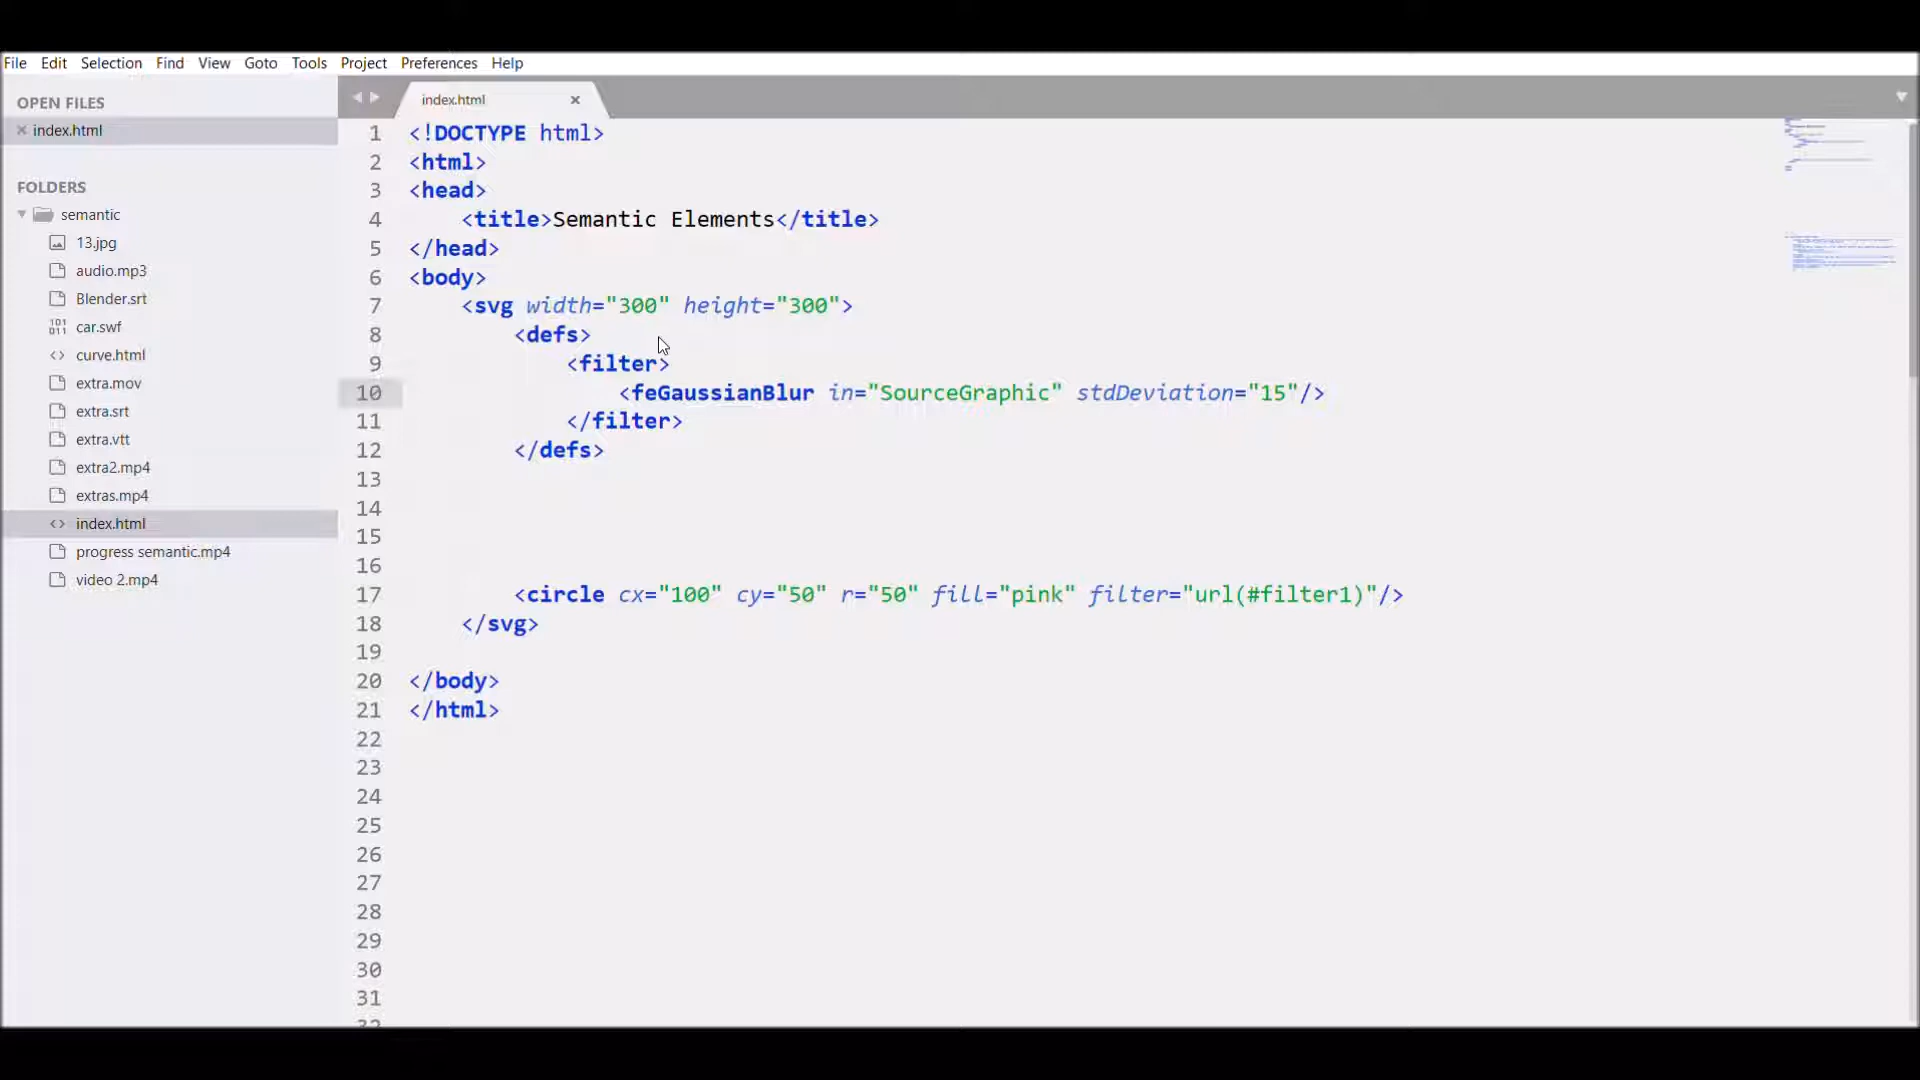 File Edit Selection Find View Goto Tools Project Preferences Help
OPEN FILES
index.html
FOLDERS
semantic
13.jpg
audio.mp3
Blender.srt
car.swf
curve.html
extra.mov
extra.srt
extra.vtt
extra2.mp4
extras.mp4
index.html
progress semantic.mp4
video 2.mp4
index.html
1 <!DOCTYPE html>
2 <html>
3 <head>
4 <title>Semantic Elements</title>
5 </head>
6 <body>
7 <svg width="300" height="300">
8 <defs>
9 <filter>
10 <feGaussianBlur in="SourceGraphic" stdDeviation="15"/>
11 </filter>
12 </defs>
13
14
15
16
17 <circle cx="100" cy="50" r="50" fill="pink" filter="url(#filter1)"/>
18 </svg>
19
20 </body>
21 </html>
22
23
24
25
26
27
28
29
30
31